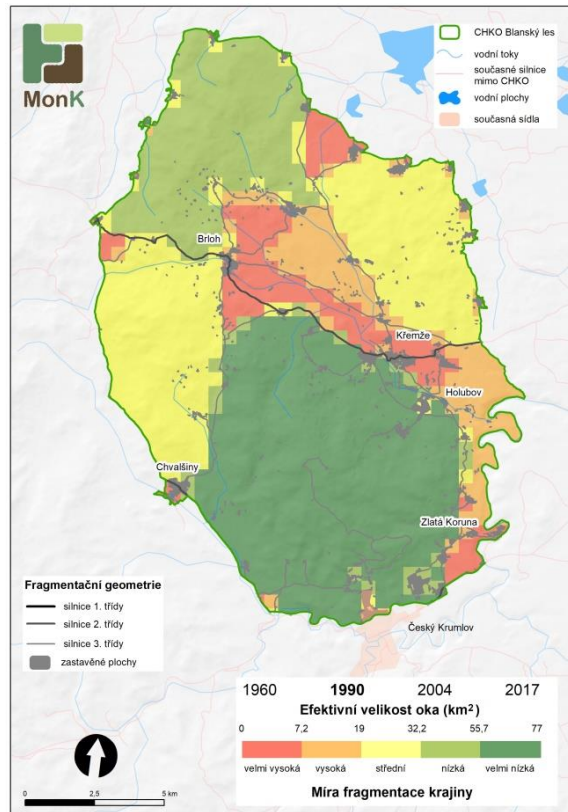 MonK
CHKO Blanský les
vodní toky
současné silnice
mimo CHKO
vodní plochy
současná sídla
Brloh
Křemže
Holubov
Chvalšiny
Zlatá Koruna
Český Krumlov
Fragmentační geometrie
silnice 1. třídy
silnice 2. třídy
silnice 3. třídy
zastavěné plochy
0 2,5 5 km
1960 1990 2004 2017
Efektivní velikost oka (km²)
0 7,2 19 32,2 55,7 77
velmi vysoká vysoká střední nízká velmi nízká
Míra fragmentace krajiny